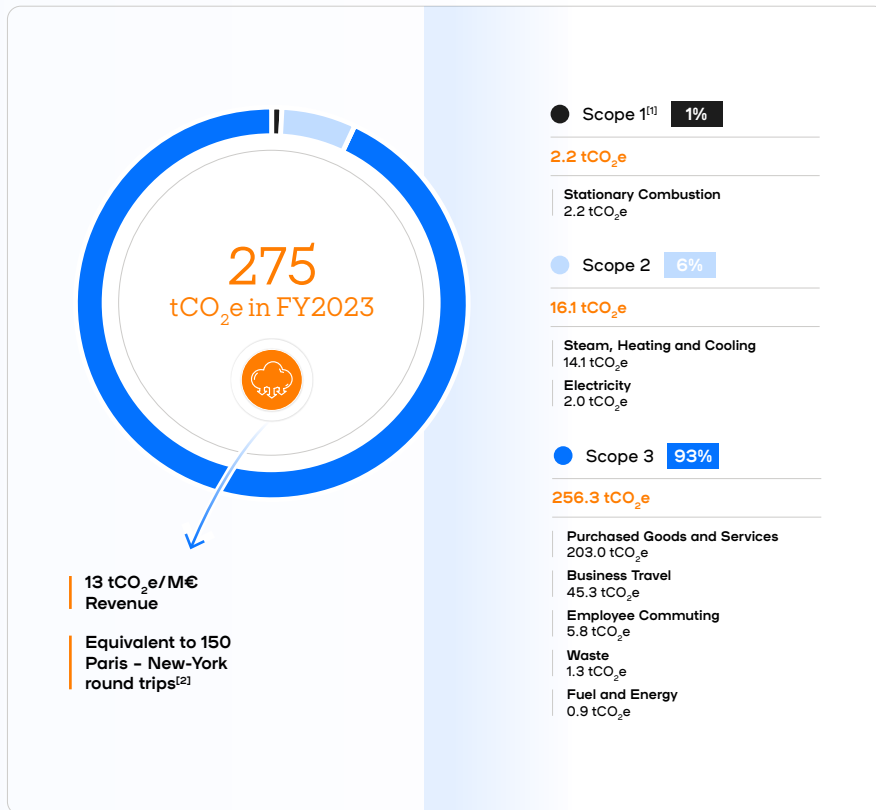 275
tCO₂e in FY2023
13 tCO₂e/M€
Revenue
Equivalent to 150
Paris – New-York
round trips[2]
Scope 1[1] 1%
2.2 tCO₂e
Stationary Combustion
2.2 tCO₂e
Scope 2 6%
16.1 tCO₂e
Steam, Heating and Cooling
14.1 tCO₂e
Electricity
2.0 tCO₂e
Scope 3 93%
256.3 tCO₂e
Purchased Goods and Services
203.0 tCO₂e
Business Travel
45.3 tCO₂e
Employee Commuting
5.8 tCO₂e
Waste
1.3 tCO₂e
Fuel and Energy
0.9 tCO₂e